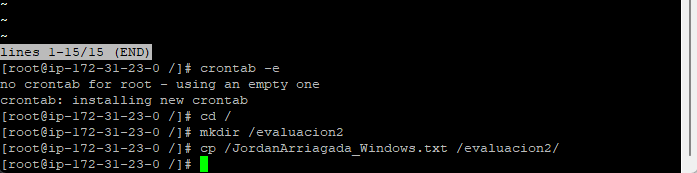 ~
~
~
lines 1-15/15 (END)
[root@ip-172-31-23-0 /]# crontab -e
no crontab for root - using an empty one
crontab: installing new crontab
[root@ip-172-31-23-0 /]# cd /
[root@ip-172-31-23-0 /]# mkdir /evaluacion2
[root@ip-172-31-23-0 /]# cp /JordanArriagada_Windows.txt /evaluacion2/
[root@ip-172-31-23-0 /]#